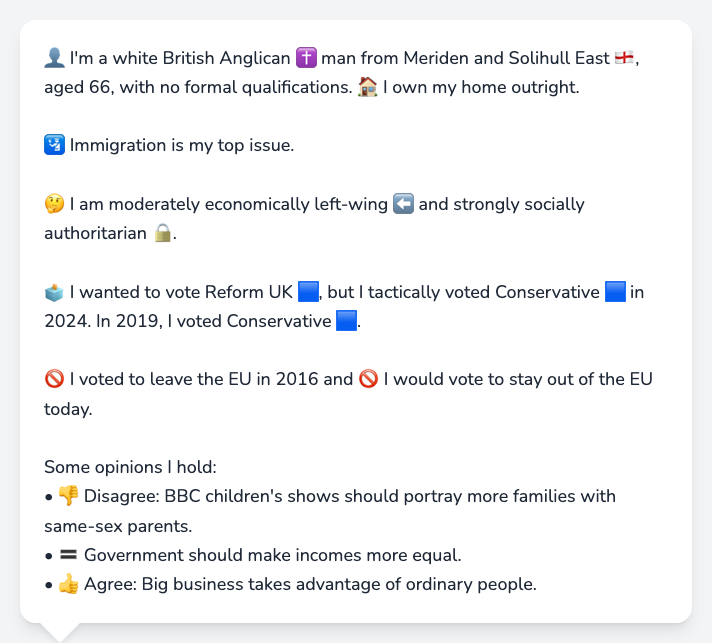 👤 I'm a white British Anglican ✝️ man from Meriden and Solihull East 🏴󠁧󠁢󠁥󠁮󠁧󠁿,
aged 66, with no formal qualifications. 🏠 I own my home outright.
🛂 Immigration is my top issue.
🤔 I am moderately economically left-wing ⬅️ and strongly socially
authoritarian 🔒.
🗳️ I wanted to vote Reform UK 🟦, but I tactically voted Conservative 🟦 in
2024. In 2019, I voted Conservative 🟦.
🚫 I voted to leave the EU in 2016 and 🚫 I would vote to stay out of the EU
today.
Some opinions I hold:
• 👎 Disagree: BBC children's shows should portray more families with
same-sex parents.
• 🟰 Government should make incomes more equal.
• 👍 Agree: Big business takes advantage of ordinary people.